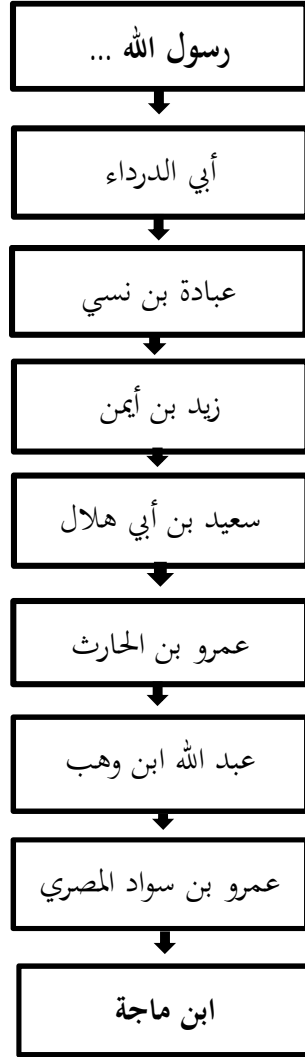 رسول الله ...
أبي الدرداء
عبادة بن نسي
زيد بن أيمن
سعيد بن أبي هلال
عمرو بن الحارث
عبد الله ابن وهب
عمرو بن سواد المصري
ابن ماجة